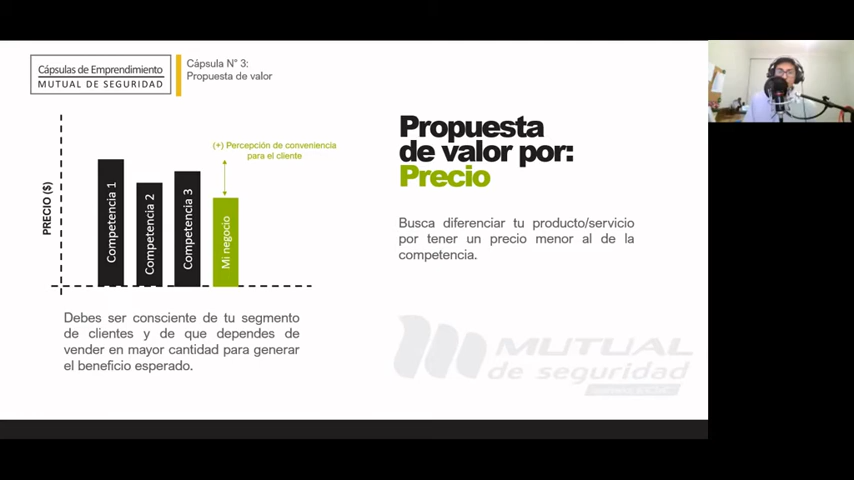 Cápsulas de Emprendimiento
MUTUAL DE SEGURIDAD
Cápsula N° 3:
Propuesta de valor
(+) Percepción de conveniencia
para el cliente
PRECIO ($)
Competencia 1
Competencia 2
Competencia 3
Mi negocio
Debes ser consciente de tu segmento
de clientes y de que dependes de
vender en mayor cantidad para generar
el beneficio esperado.
Propuesta
de valor por:
Precio
Busca diferenciar tu producto/servicio
por tener un precio menor al de la
competencia.
MUTUAL
de seguridad